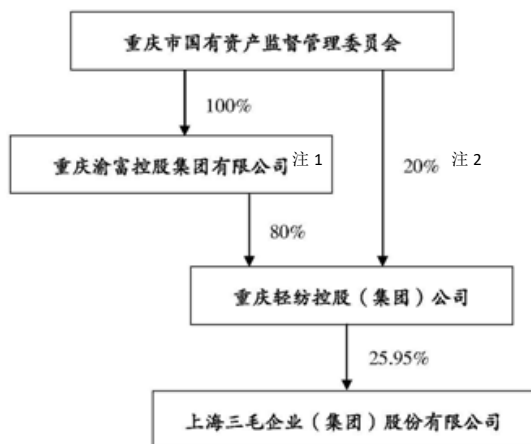 重庆市国有资产监督管理委员会
100%
重庆渝富控股集团有限公司 注 1
20% 注 2
80%
重庆轻纺控股（集团）公司
25.95%
上海三毛企业（集团）股份有限公司